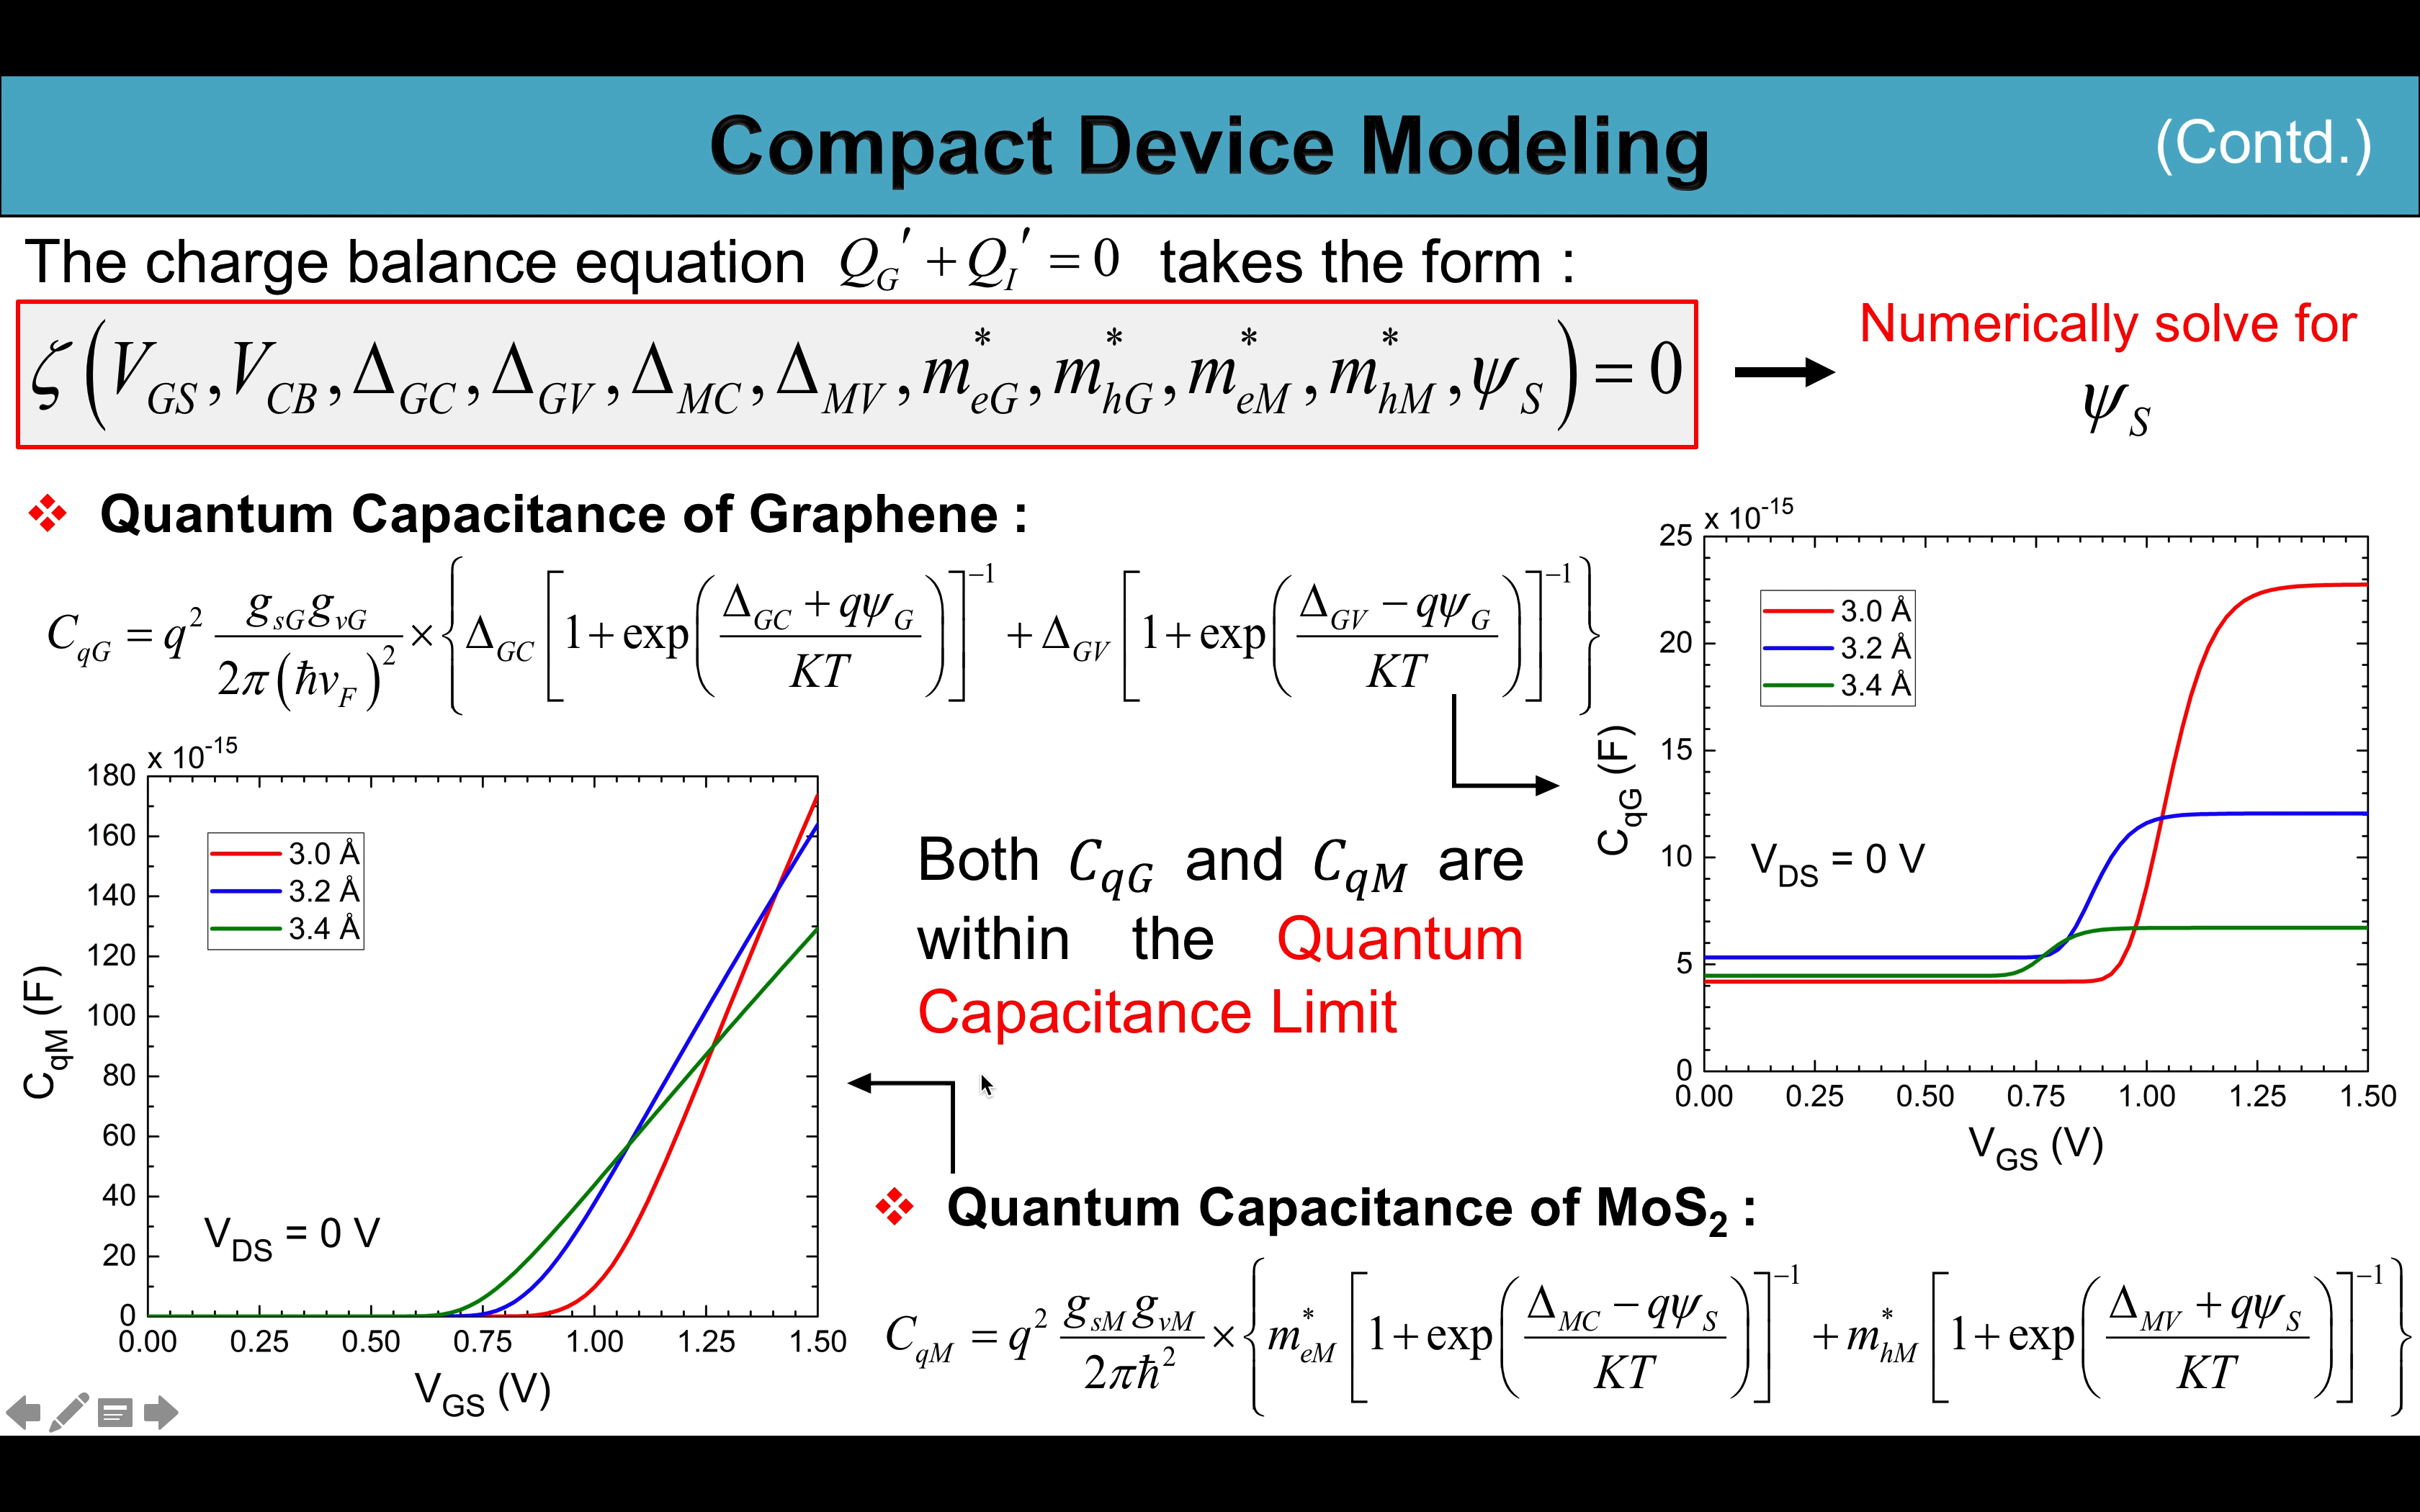 Compact Device Modeling
(Contd.)
The charge balance equation Q_G' + Q_I' = 0 takes the form :
ζ(V_GS, V_CB, Δ_GC, Δ_GV, Δ_MC, Δ_MV, m*_eG, m*_hG, m*_eM, m*_hM, ψ_S) = 0
Numerically solve for
ψ_S
❖ Quantum Capacitance of Graphene :
C_qG = q² (g_sG g_vG / 2π(ħv_F)²) × {Δ_GC [1 + exp((Δ_GC + qψ_G) / KT)]⁻¹ + Δ_GV [1 + exp((Δ_GV − qψ_G) / KT)]⁻¹}
x 10⁻¹⁵
25
20
15
10
5
0
C_qG (F)
3.0 Å
3.2 Å
3.4 Å
V_DS = 0 V
0.00 0.25 0.50 0.75 1.00 1.25 1.50
V_GS (V)
x 10⁻¹⁵
180
160
140
120
100
80
60
40
20
0
C_qM (F)
3.0 Å
3.2 Å
3.4 Å
V_DS = 0 V
0.00 0.25 0.50 0.75 1.00 1.25 1.50
V_GS (V)
Both C_qG and C_qM are
within the Quantum
Capacitance Limit
❖ Quantum Capacitance of MoS₂ :
C_qM = q² (g_sM g_vM / 2πħ²) × {m*_eM [1 + exp((Δ_MC − qψ_S) / KT)]⁻¹ + m*_hM [1 + exp((Δ_MV + qψ_S) / KT)]⁻¹}